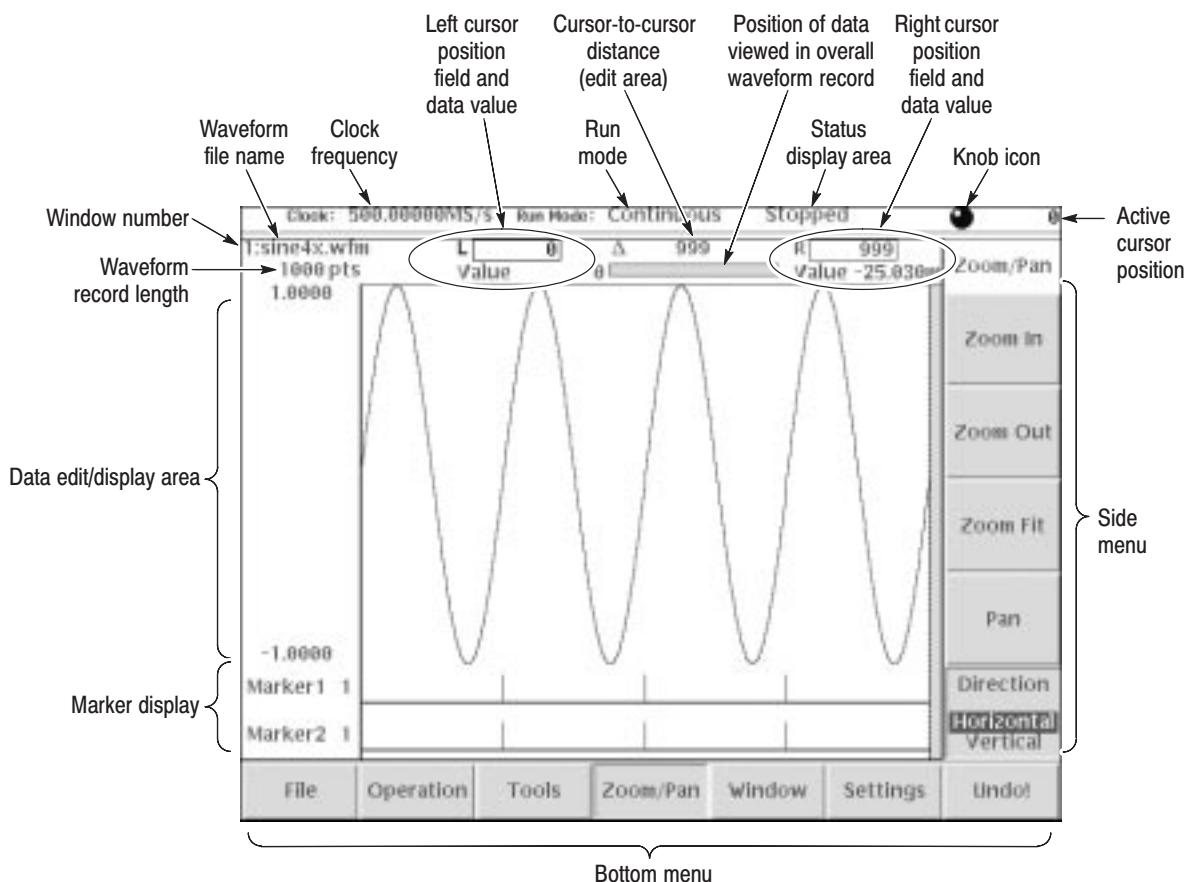 Left cursor
position
field and
data value
Cursor-to-cursor
distance
(edit area)
Position of data
viewed in overall
waveform record
Right cursor
position
field and
data value
Waveform
file name
Clock
frequency
Run
mode
Status
display area
Knob icon
Window number
Clock: 500.00000MS/s Run Mode: Continuous Stopped 0
Active
cursor
position
1:sine4x.wfm L 0 Δ 999 R 999
Waveform
record length
1000 pts Value 0 Value -25.030m
Zoom/Pan
1.0000
Zoom In
Zoom Out
Data edit/display area
Zoom Fit
Side
menu
Pan
-1.0000
Marker display
Marker1 1
Marker2 1
Direction
Horizontal
Vertical
File Operation Tools Zoom/Pan Window Settings Undo!
Bottom menu